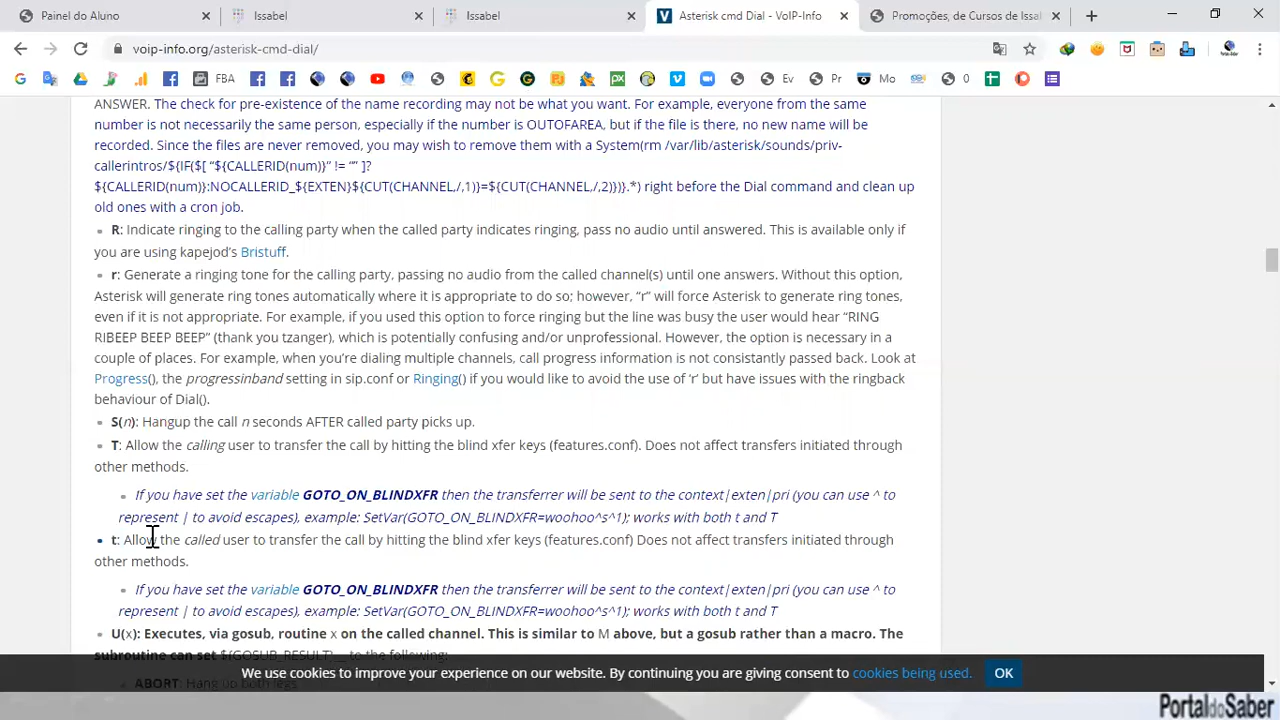 Painel do Aluno
Issabel
Issabel
Asterisk cmd Dial - VoIP-Info
Promoções, de Cursos de Issal
voip-info.org/asterisk-cmd-dial/
FBA
Ev
Pr
Mo
0
ANSWER. The check for pre-existence of the name recording may not be what you want. For example, everyone from the same
number is not necessarily the same person, especially if the number is OUTOFAREA, but if the file is there, no new name will be
recorded. Since the files are never removed, you may wish to remove them with a System(rm /var/lib/asterisk/sounds/priv-
callerintros/${IF($[ “${CALLERID(num)}” != “” ]?
${CALLERID(num)}:NOCALLERID_${EXTEN}${CUT(CHANNEL,/,1)}=${CUT(CHANNEL,/,2)})}.*) right before the Dial command and clean up
old ones with a cron job.
R: Indicate ringing to the calling party when the called party indicates ringing, pass no audio until answered. This is available only if
you are using kapejod’s Bristuff.
r: Generate a ringing tone for the calling party, passing no audio from the called channel(s) until one answers. Without this option,
Asterisk will generate ring tones automatically where it is appropriate to do so; however, “r” will force Asterisk to generate ring tones,
even if it is not appropriate. For example, if you used this option to force ringing but the line was busy the user would hear “RING
RIBEEP BEEP BEEP” (thank you tzanger), which is potentially confusing and/or unprofessional. However, the option is necessary in a
couple of places. For example, when you’re dialing multiple channels, call progress information is not consistantly passed back. Look at
Progress(), the progressinband setting in sip.conf or Ringing() if you would like to avoid the use of ‘r’ but have issues with the ringback
behaviour of Dial().
S(n): Hangup the call n seconds AFTER called party picks up.
T: Allow the calling user to transfer the call by hitting the blind xfer keys (features.conf). Does not affect transfers initiated through
other methods.
If you have set the variable GOTO_ON_BLINDXFR then the transferrer will be sent to the context|exten|pri (you can use ^ to
represent | to avoid escapes), example: SetVar(GOTO_ON_BLINDXFR=woohoo^s^1); works with both t and T
t: Allow the called user to transfer the call by hitting the blind xfer keys (features.conf) Does not affect transfers initiated through
other methods.
If you have set the variable GOTO_ON_BLINDXFR then the transferrer will be sent to the context|exten|pri (you can use ^ to
represent | to avoid escapes), example: SetVar(GOTO_ON_BLINDXFR=woohoo^s^1); works with both t and T
U(x): Executes, via gosub, routine x on the called channel. This is similar to M above, but a gosub rather than a macro. The
subroutine can set ${GOSUB_RESULT} to the following:
ABORT: Hang up both legs
We use cookies to improve your experience on our website. By continuing you are giving consent to cookies being used. OK
PortaldoSaber